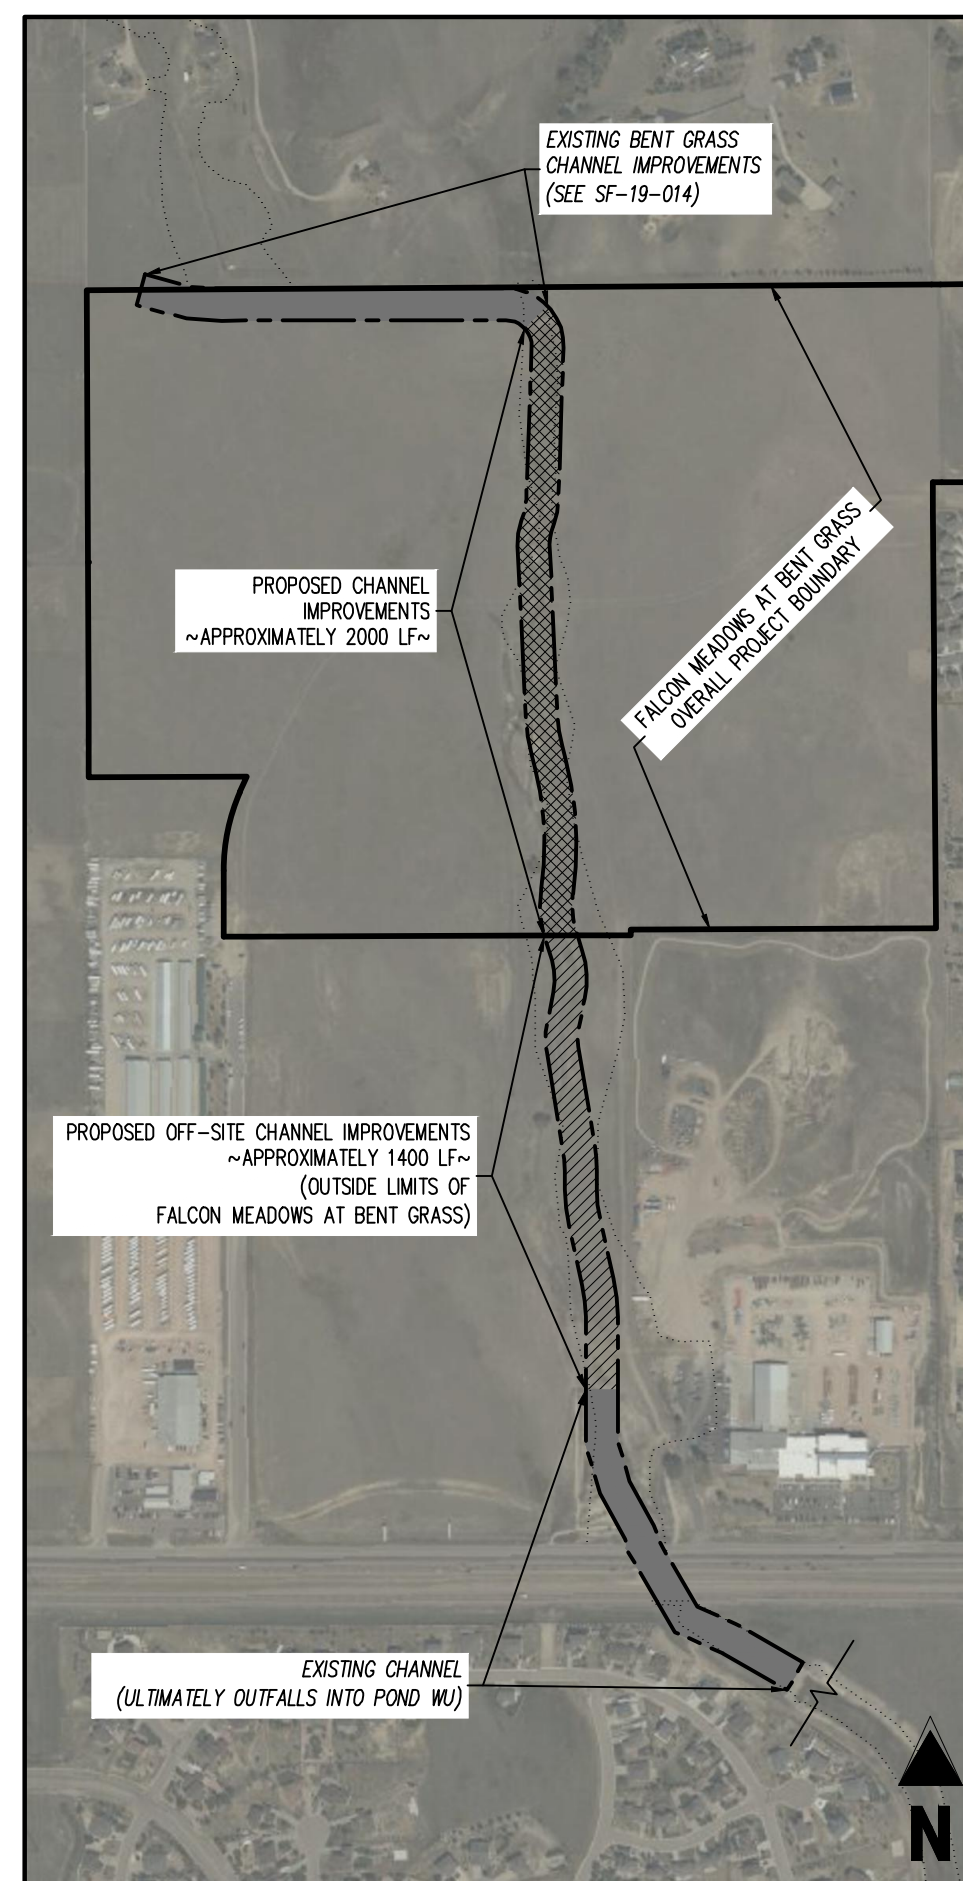 EXISTING BENT GRASS
CHANNEL IMPROVEMENTS
(SEE SF-19-014)
FALCON MEADOWS AT BENT GRASS
OVERALL PROJECT BOUNDARY
PROPOSED CHANNEL
IMPROVEMENTS
~APPROXIMATELY 2000 LF~
PROPOSED OFF-SITE CHANNEL IMPROVEMENTS
~APPROXIMATELY 1400 LF~
(OUTSIDE LIMITS OF
FALCON MEADOWS AT BENT GRASS)
EXISTING CHANNEL
(ULTIMATELY OUTFALLS INTO POND WU)
N